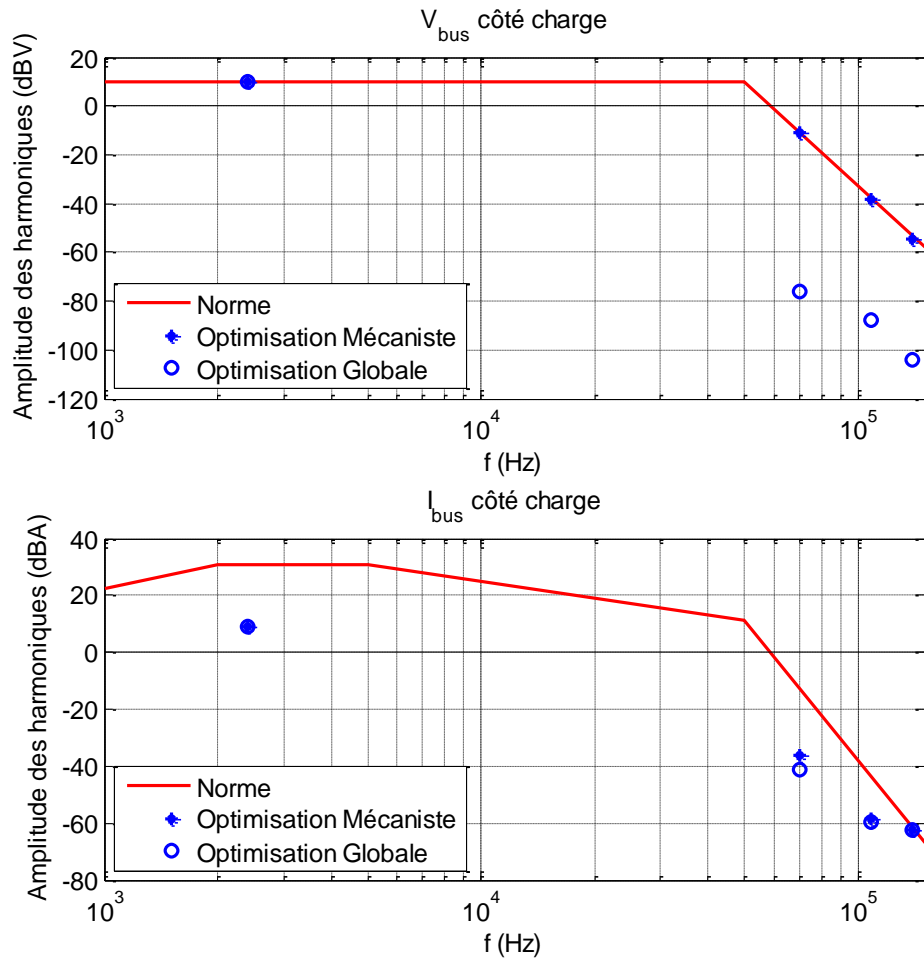 V_bus côté charge
Amplitude des harmoniques (dBV)
20
0
-20
-40
-60
-80
-100
-120
Norme
Optimisation Mécaniste
Optimisation Globale
10^3
10^4
10^5
f (Hz)
I_bus côté charge
Amplitude des harmoniques (dBA)
40
20
0
-20
-40
-60
-80
Norme
Optimisation Mécaniste
Optimisation Globale
10^3
10^4
10^5
f (Hz)